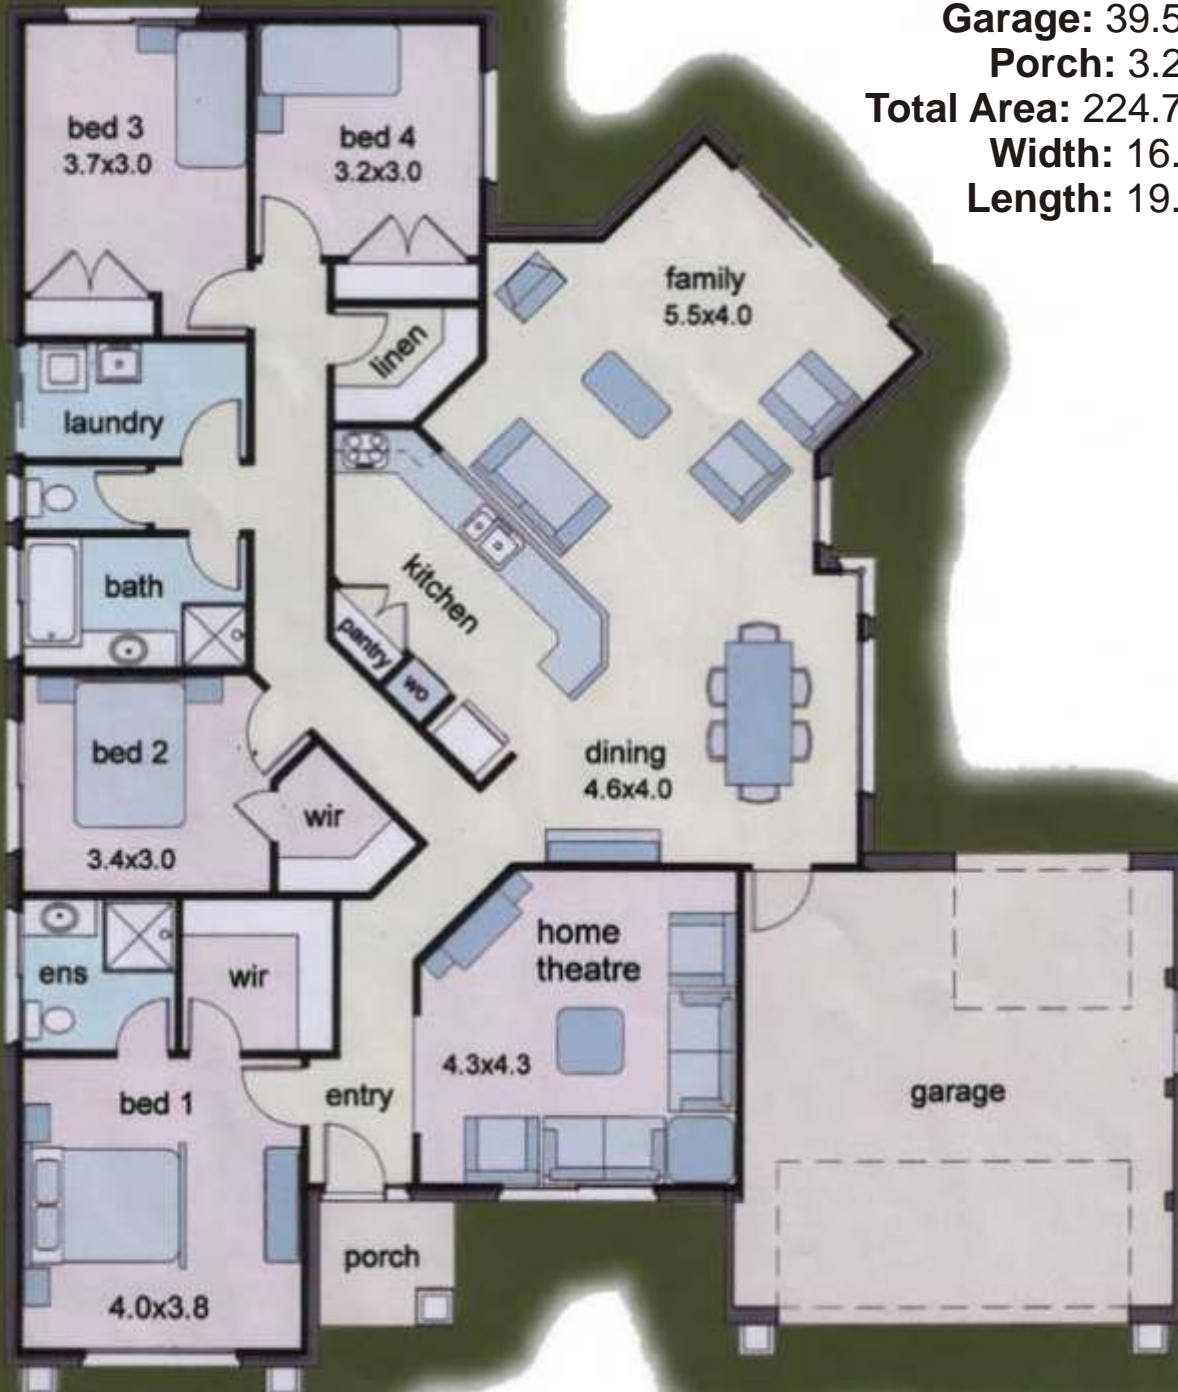 Garage: 39.5
Porch: 3.2
Total Area: 224.7
Width: 16.
Length: 19.
bed 3
3.7x3.0
bed 4
3.2x3.0
family
5.5x4.0
linen
laundry
kitchen
bath
pantry
wo
bed 2
3.4x3.0
wir
dining
4.6x4.0
home
theatre
4.3x4.3
ens
wir
bed 1
4.0x3.8
entry
garage
porch